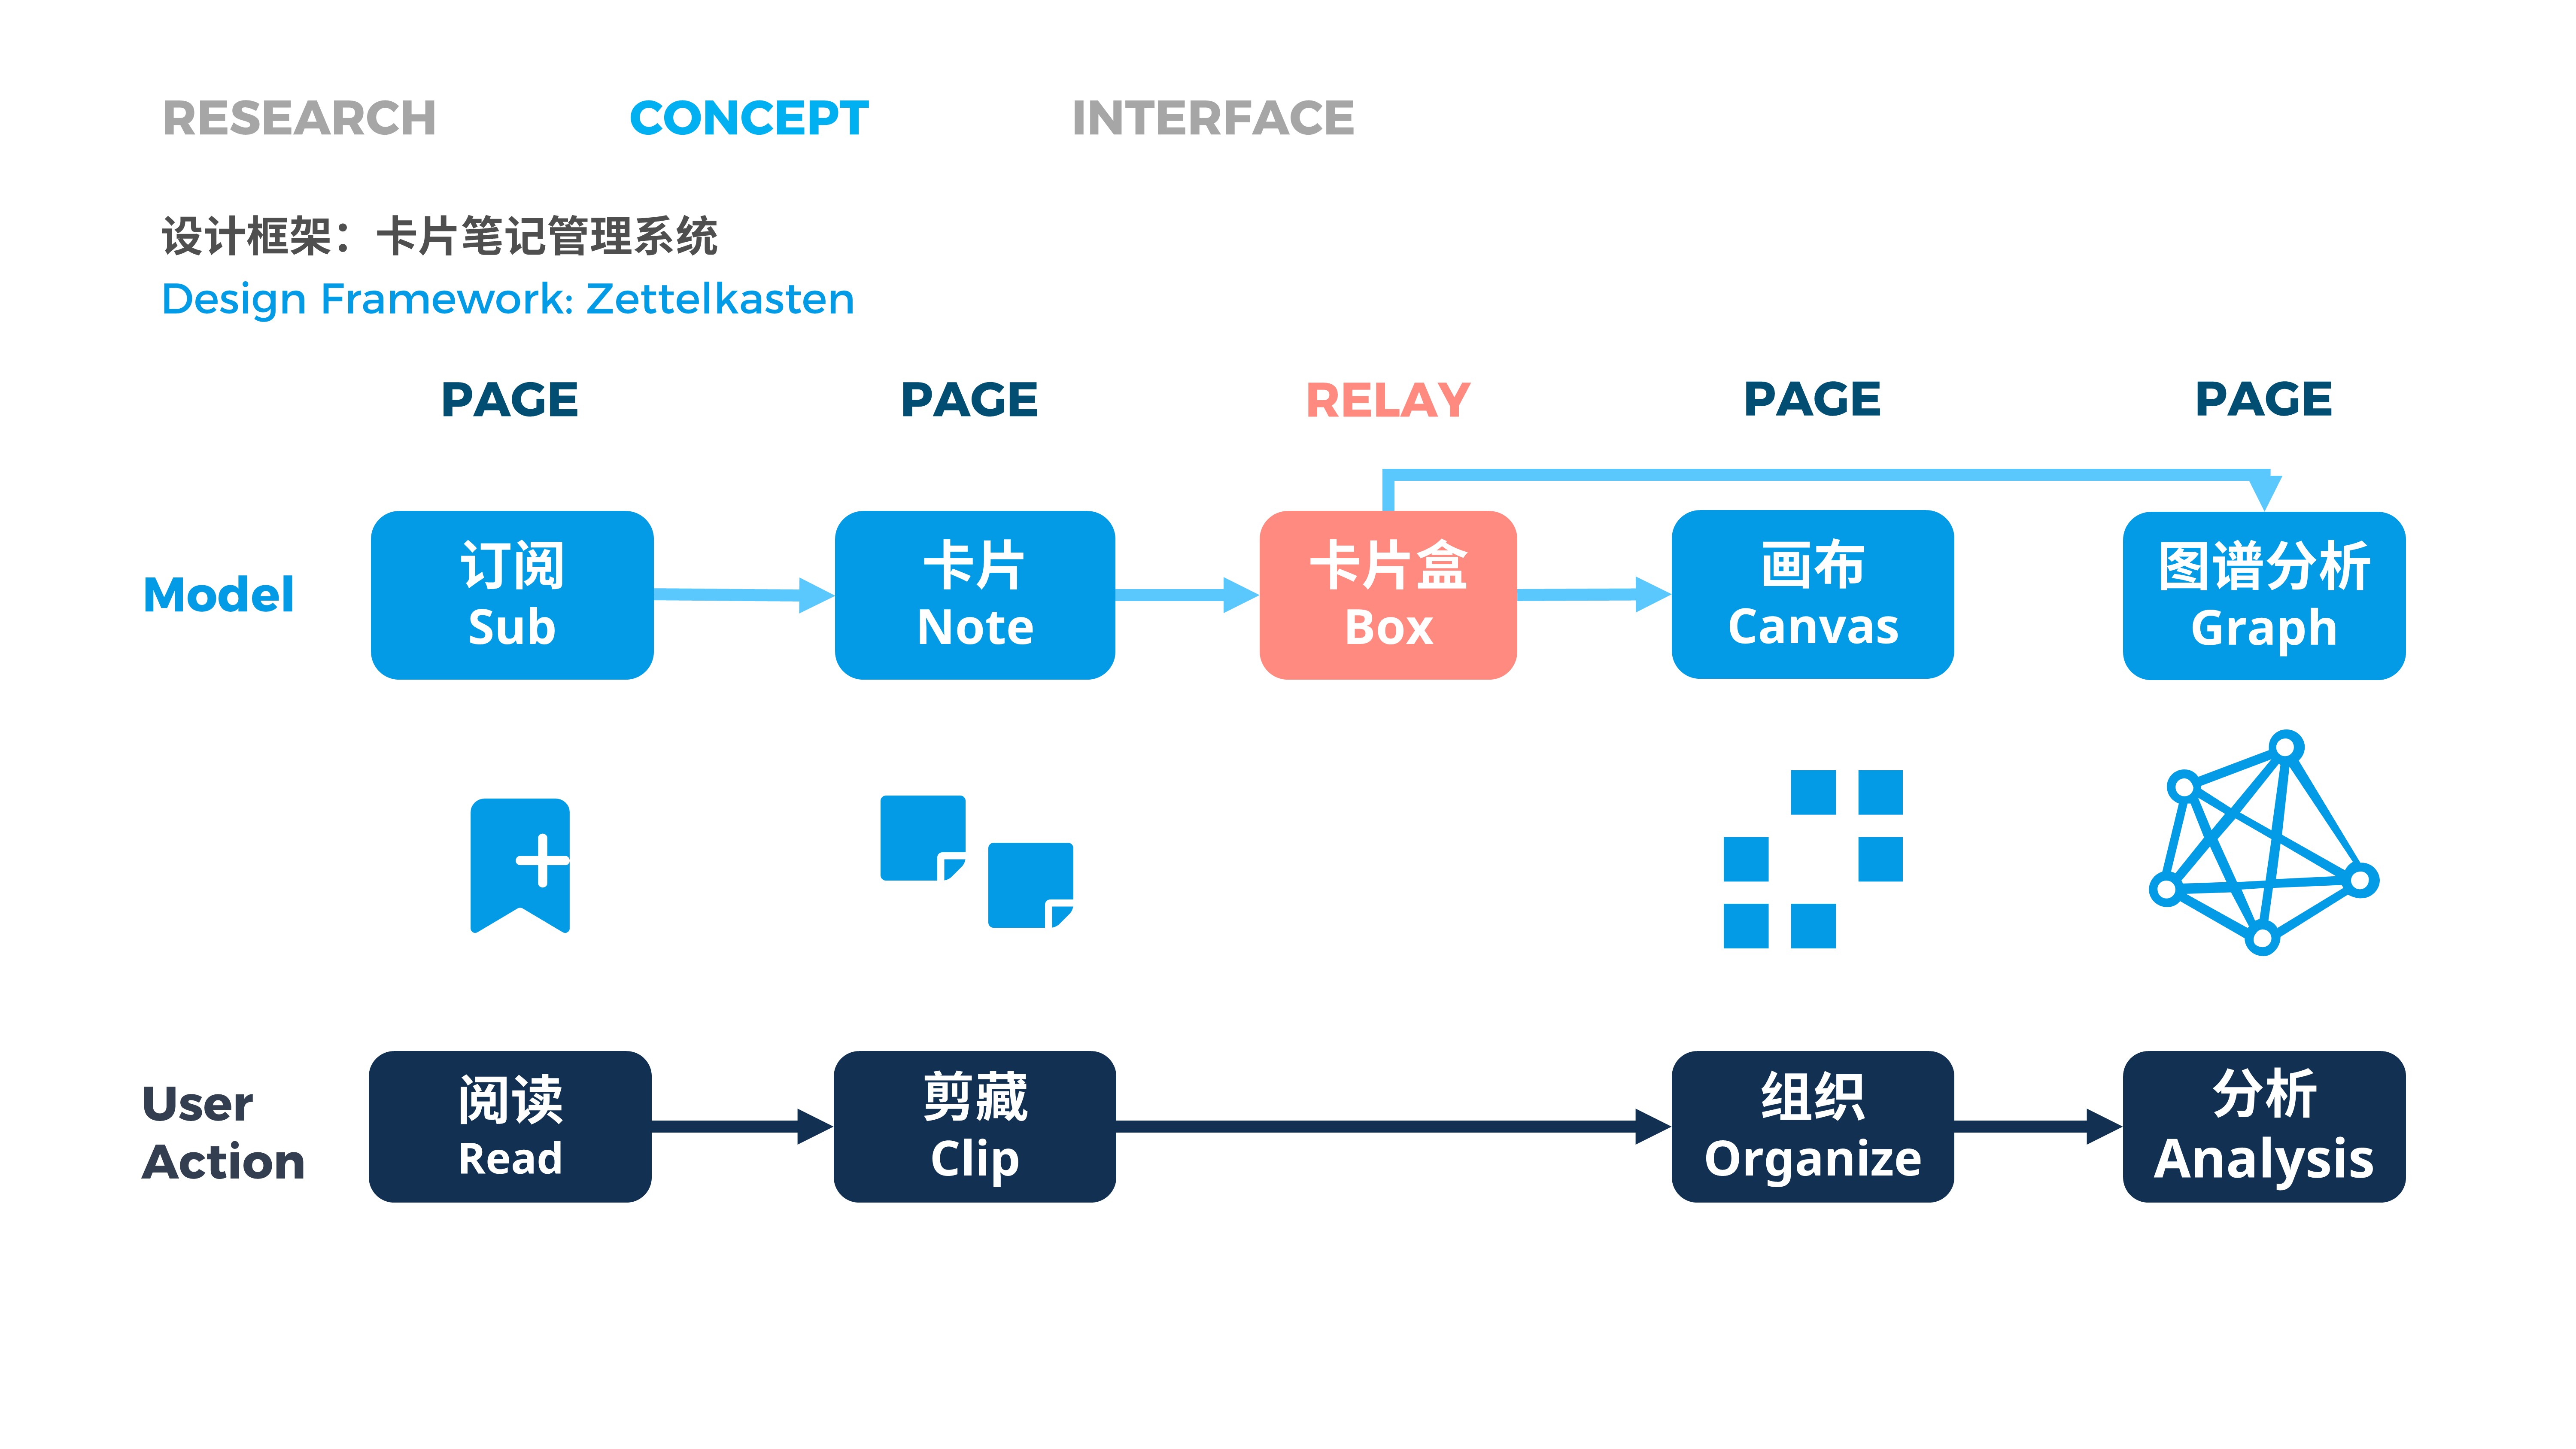 RESEARCH CONCEPT INTERFACE
设计框架：卡片笔记管理系统
Design Framework: Zettelkasten
PAGE PAGE RELAY PAGE PAGE
Model
订阅
Sub
卡片
Note
卡片盒
Box
画布
Canvas
图谱分析
Graph
User
Action
阅读
Read
剪藏
Clip
组织
Organize
分析
Analysis